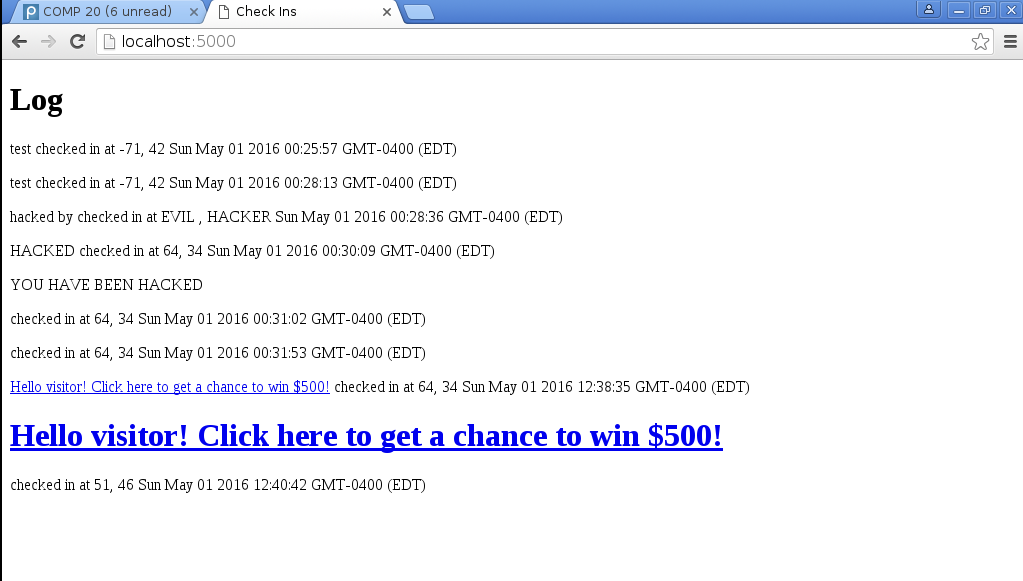 COMP 20 (6 unread)
Check Ins
localhost:5000
Log
test checked in at -71, 42 Sun May 01 2016 00:25:57 GMT-0400 (EDT)
test checked in at -71, 42 Sun May 01 2016 00:28:13 GMT-0400 (EDT)
hacked by checked in at EVIL , HACKER Sun May 01 2016 00:28:36 GMT-0400 (EDT)
HACKED checked in at 64, 34 Sun May 01 2016 00:30:09 GMT-0400 (EDT)
YOU HAVE BEEN HACKED
checked in at 64, 34 Sun May 01 2016 00:31:02 GMT-0400 (EDT)
checked in at 64, 34 Sun May 01 2016 00:31:53 GMT-0400 (EDT)
Hello visitor! Click here to get a chance to win $500! checked in at 64, 34 Sun May 01 2016 12:38:35 GMT-0400 (EDT)
Hello visitor! Click here to get a chance to win $500!
checked in at 51, 46 Sun May 01 2016 12:40:42 GMT-0400 (EDT)